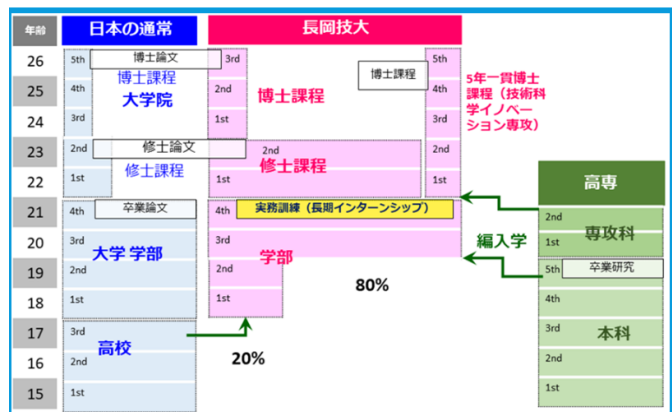 年齢
日本の通常
長岡技大
26
25
24
23
22
21
20
19
18
17
16
15
5th
博士論文
博士課程
4th
大学院
3rd
2nd
修士論文
1st
修士課程
4th
卒業論文
3rd
大学 学部
2nd
1st
3rd
高校
2nd
1st
3rd
2nd
博士課程
1st
2nd
修士課程
1st
4th
実務訓練（長期インターンシップ）
3rd
学部
2nd
1st
80%
20%
博士課程
5th
4th
3rd
2nd
1st
5年一貫博士
課程（技術科
学イノベー
ション専攻）
編入学
高専
2nd
専攻科
1st
5th
卒業研究
4th
3rd
本科
2nd
1st